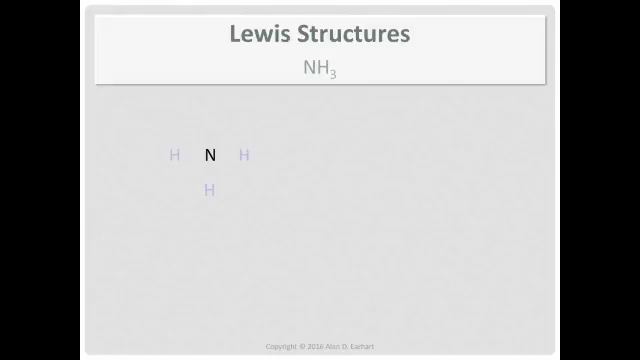 Lewis Structures
NH₃
H N H
H
Copyright © 2016 Alan D. Earhart